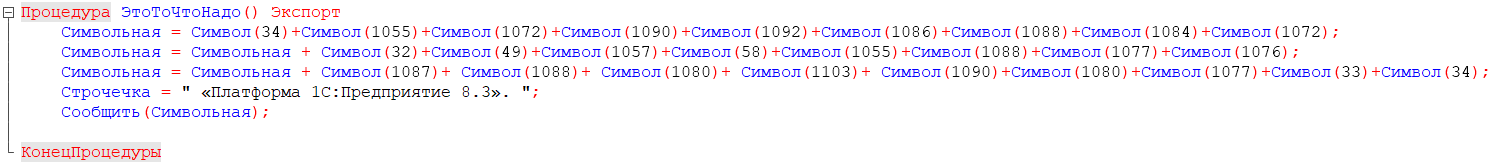 Процедура ЭтоТоЧтоНадо() Экспорт
Символьная = Символ(34)+Символ(1055)+Символ(1072)+Символ(1090)+Символ(1092)+Символ(1086)+Символ(1088)+Символ(1084)+Символ(1072);
Символьная = Символьная + Символ(32)+Символ(49)+Символ(1057)+Символ(58)+Символ(1055)+Символ(1088)+Символ(1077)+Символ(1076);
Символьная = Символьная + Символ(1087)+ Символ(1088)+ Символ(1080)+ Символ(1103)+ Символ(1090)+Символ(1080)+Символ(1077)+Символ(33)+Символ(34);
Строчечка = " «Платформа 1С:Предприятие 8.3». ";
Сообщить(Символьная);
КонецПроцедуры